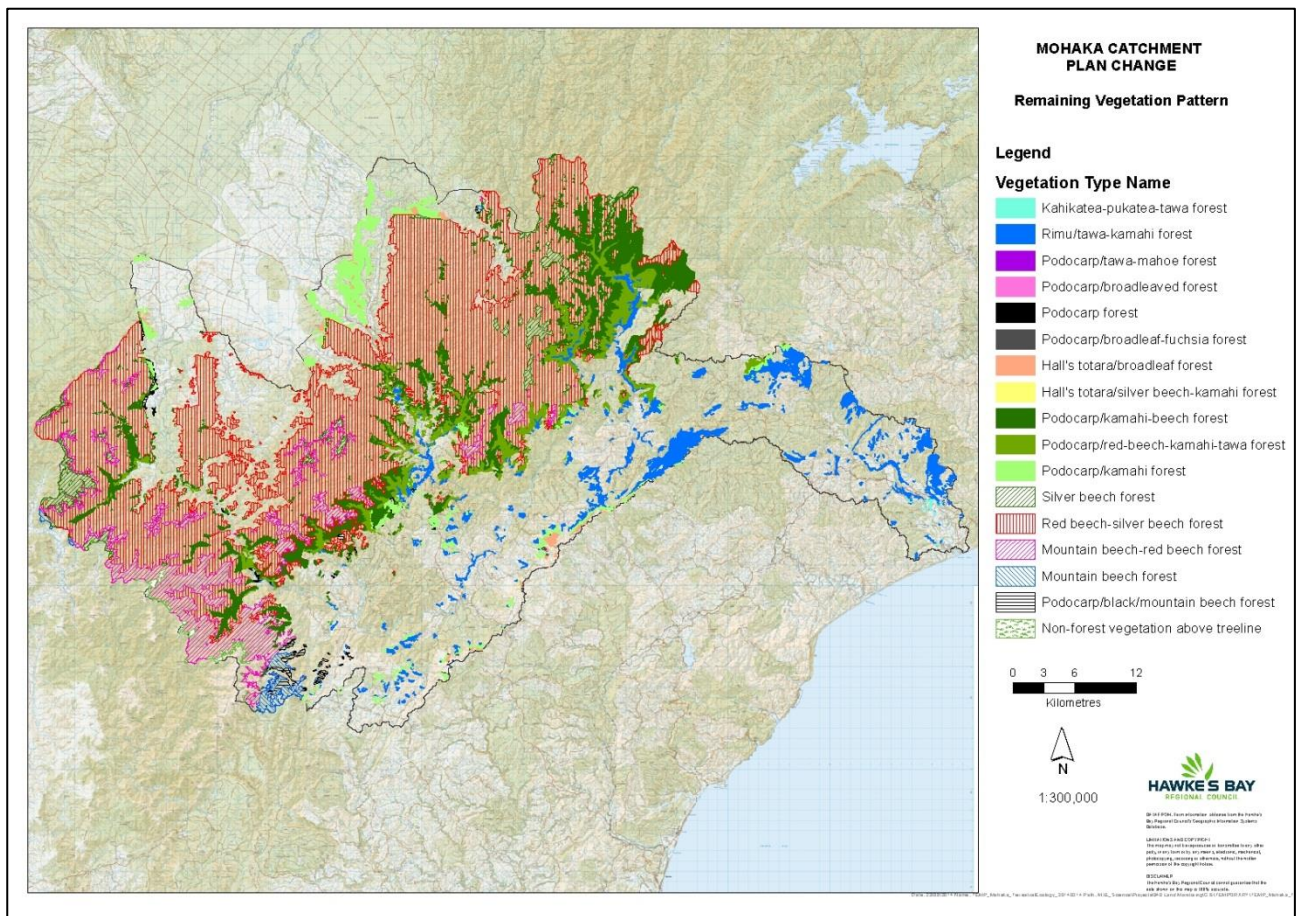 MOHAKA CATCHMENT
PLAN CHANGE
Remaining Vegetation Pattern
Legend
Vegetation Type Name
Kahikatea-pukatea-tawa forest
Rimu/tawa-kamahi forest
Podocarp/tawa-mahoe forest
Podocarp/broadleaved forest
Podocarp forest
Podocarp/broadleaf-fuchsia forest
Hall's totara/broadleaf forest
Hall's totara/silver beech-kamahi forest
Podocarp/kamahi-beech forest
Podocarp/red-beech-kamahi-tawa forest
Podocarp/kamahi forest
Silver beech forest
Red beech-silver beech forest
Mountain beech-red beech forest
Mountain beech forest
Podocarp/black/mountain beech forest
Non-forest vegetation above treeline
0 3 6 12
Kilometres
N
1:300,000
HAWKE'S BAY
REGIONAL COUNCIL
DISCLAIMER